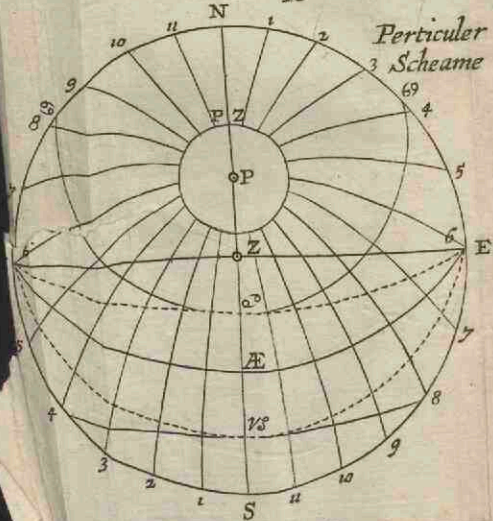 N
11 1
10 2
Perticuler
Scheame
9 3
♋ 69
8 4
P Z
5
P
6 6 E
Z
♋
5 7
Æ
4 8
♑
3 9
2 10
1 11
S